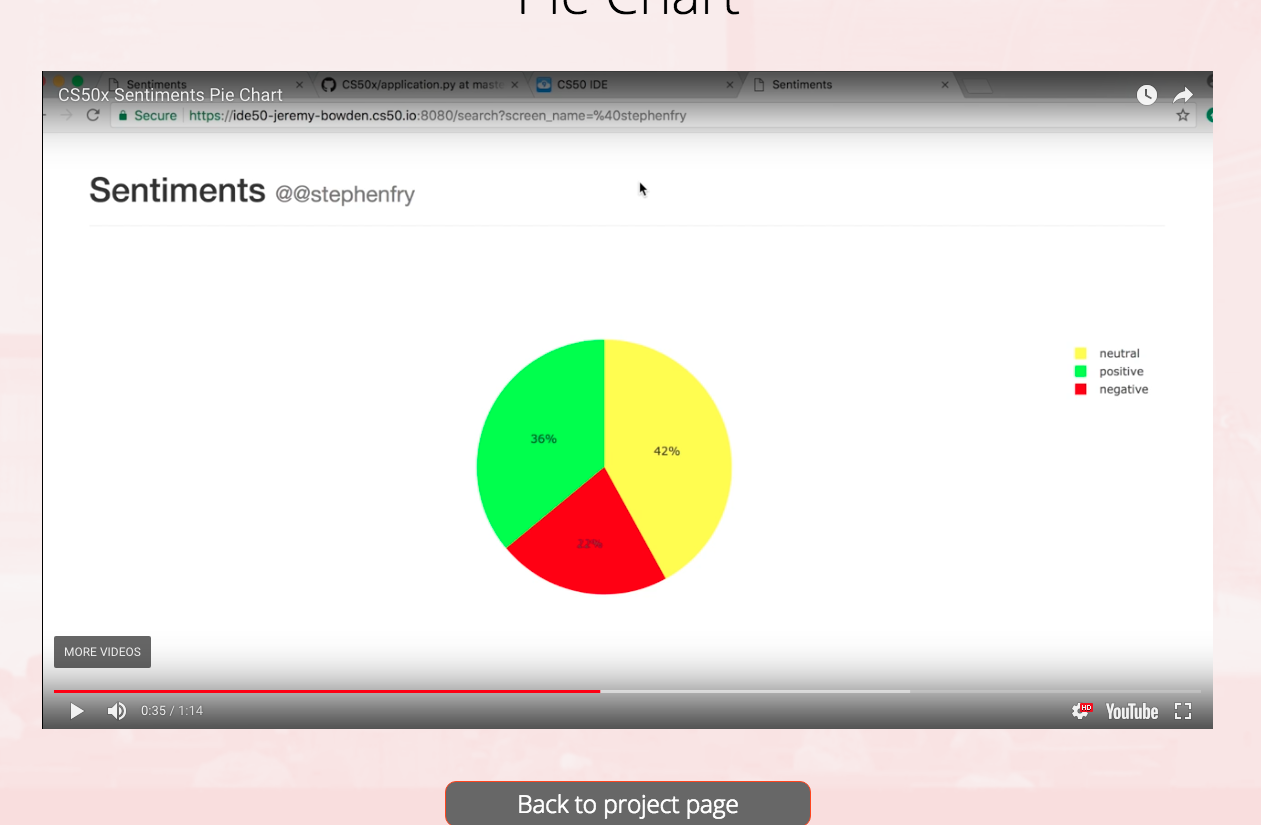 Pie Chart
Sentiments × CS50x/application.py at maste × CS50 IDE × Sentiments ×
CS50x Sentiments Pie Chart
Secure https://ide50-jeremy-bowden.cs50.io:8080/search?screen_name=%40stephenfry
Sentiments @@stephenfry
neutral
positive
negative
36%
42%
22%
MORE VIDEOS
0:35 / 1:14
HD YouTube
Back to project page